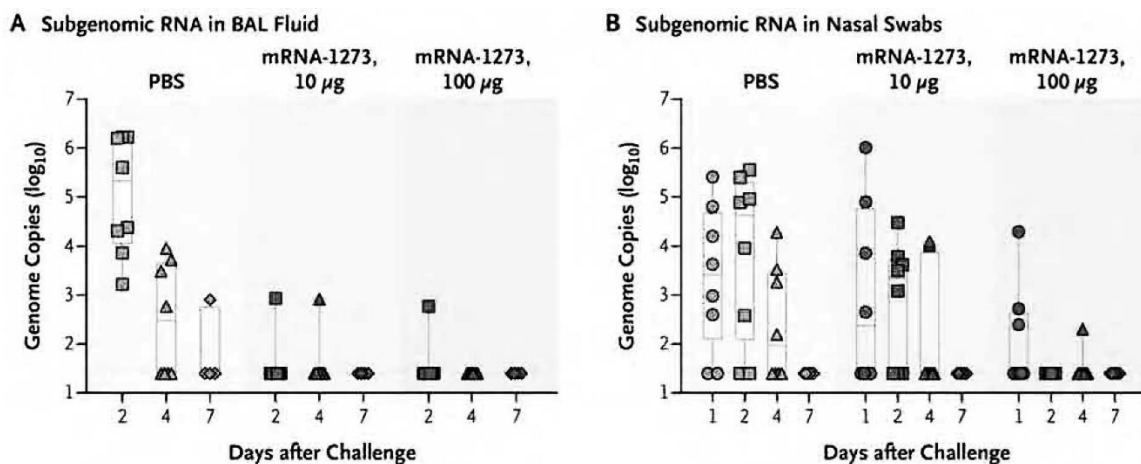 A Subgenomic RNA in BAL Fluid
PBS
mRNA-1273,
10 µg
mRNA-1273,
100 µg
Genome Copies (log10)
7
6
5
4
3
2
1
2 4 7 2 4 7 2 4 7
Days after Challenge
B Subgenomic RNA in Nasal Swabs
PBS
mRNA-1273,
10 µg
mRNA-1273,
100 µg
Genome Copies (log10)
7
6
5
4
3
2
1
1 2 4 7 1 2 4 7 1 2 4 7
Days after Challenge